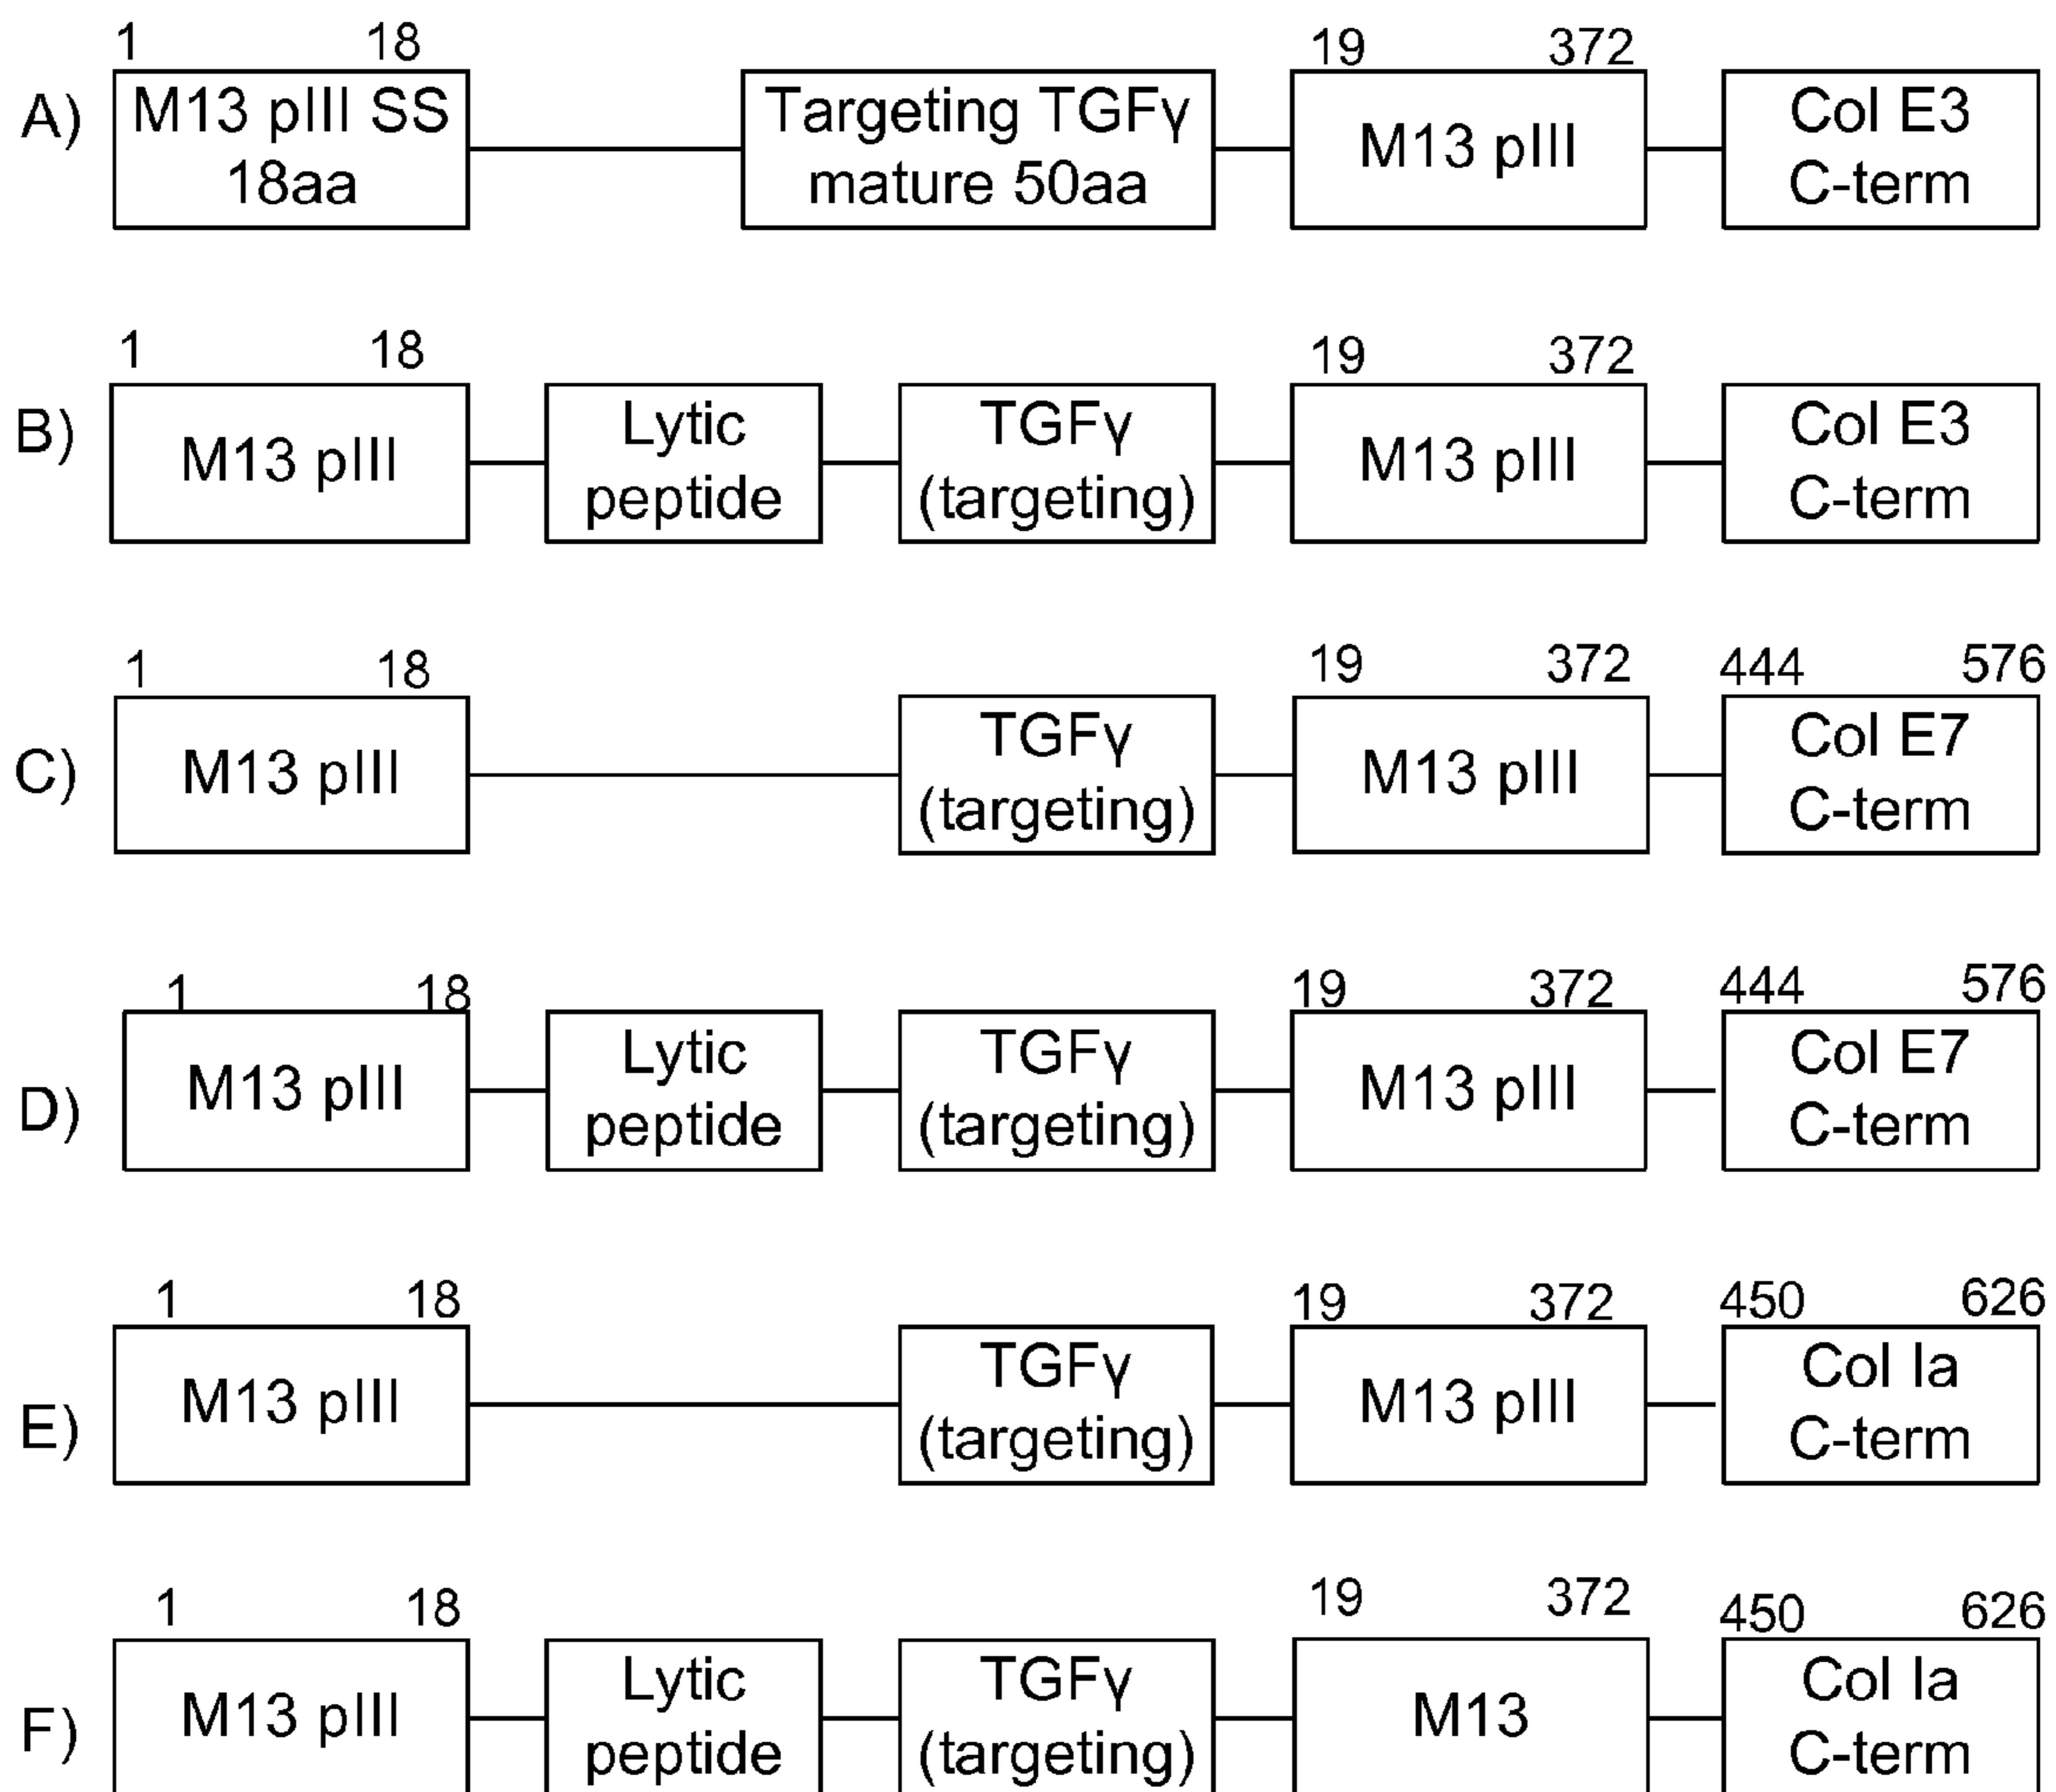 1 18 19 372
A) M13 pIII SS Targeting TGFγ M13 pIII Col E3
18aa mature 50aa C-term
1 18 19 372
B) M13 pIII Lytic TGFγ M13 pIII Col E3
peptide (targeting) C-term
1 18 19 372 444 576
C) M13 pIII TGFγ M13 pIII Col E7
(targeting) C-term
1 18 19 372 444 576
D) M13 pIII Lytic TGFγ M13 pIII Col E7
peptide (targeting) C-term
1 18 19 372 450 626
E) M13 pIII TGFγ M13 pIII Col Ia
(targeting) C-term
1 18 19 372 450 626
F) M13 pIII Lytic TGFγ M13 Col Ia
peptide (targeting) C-term